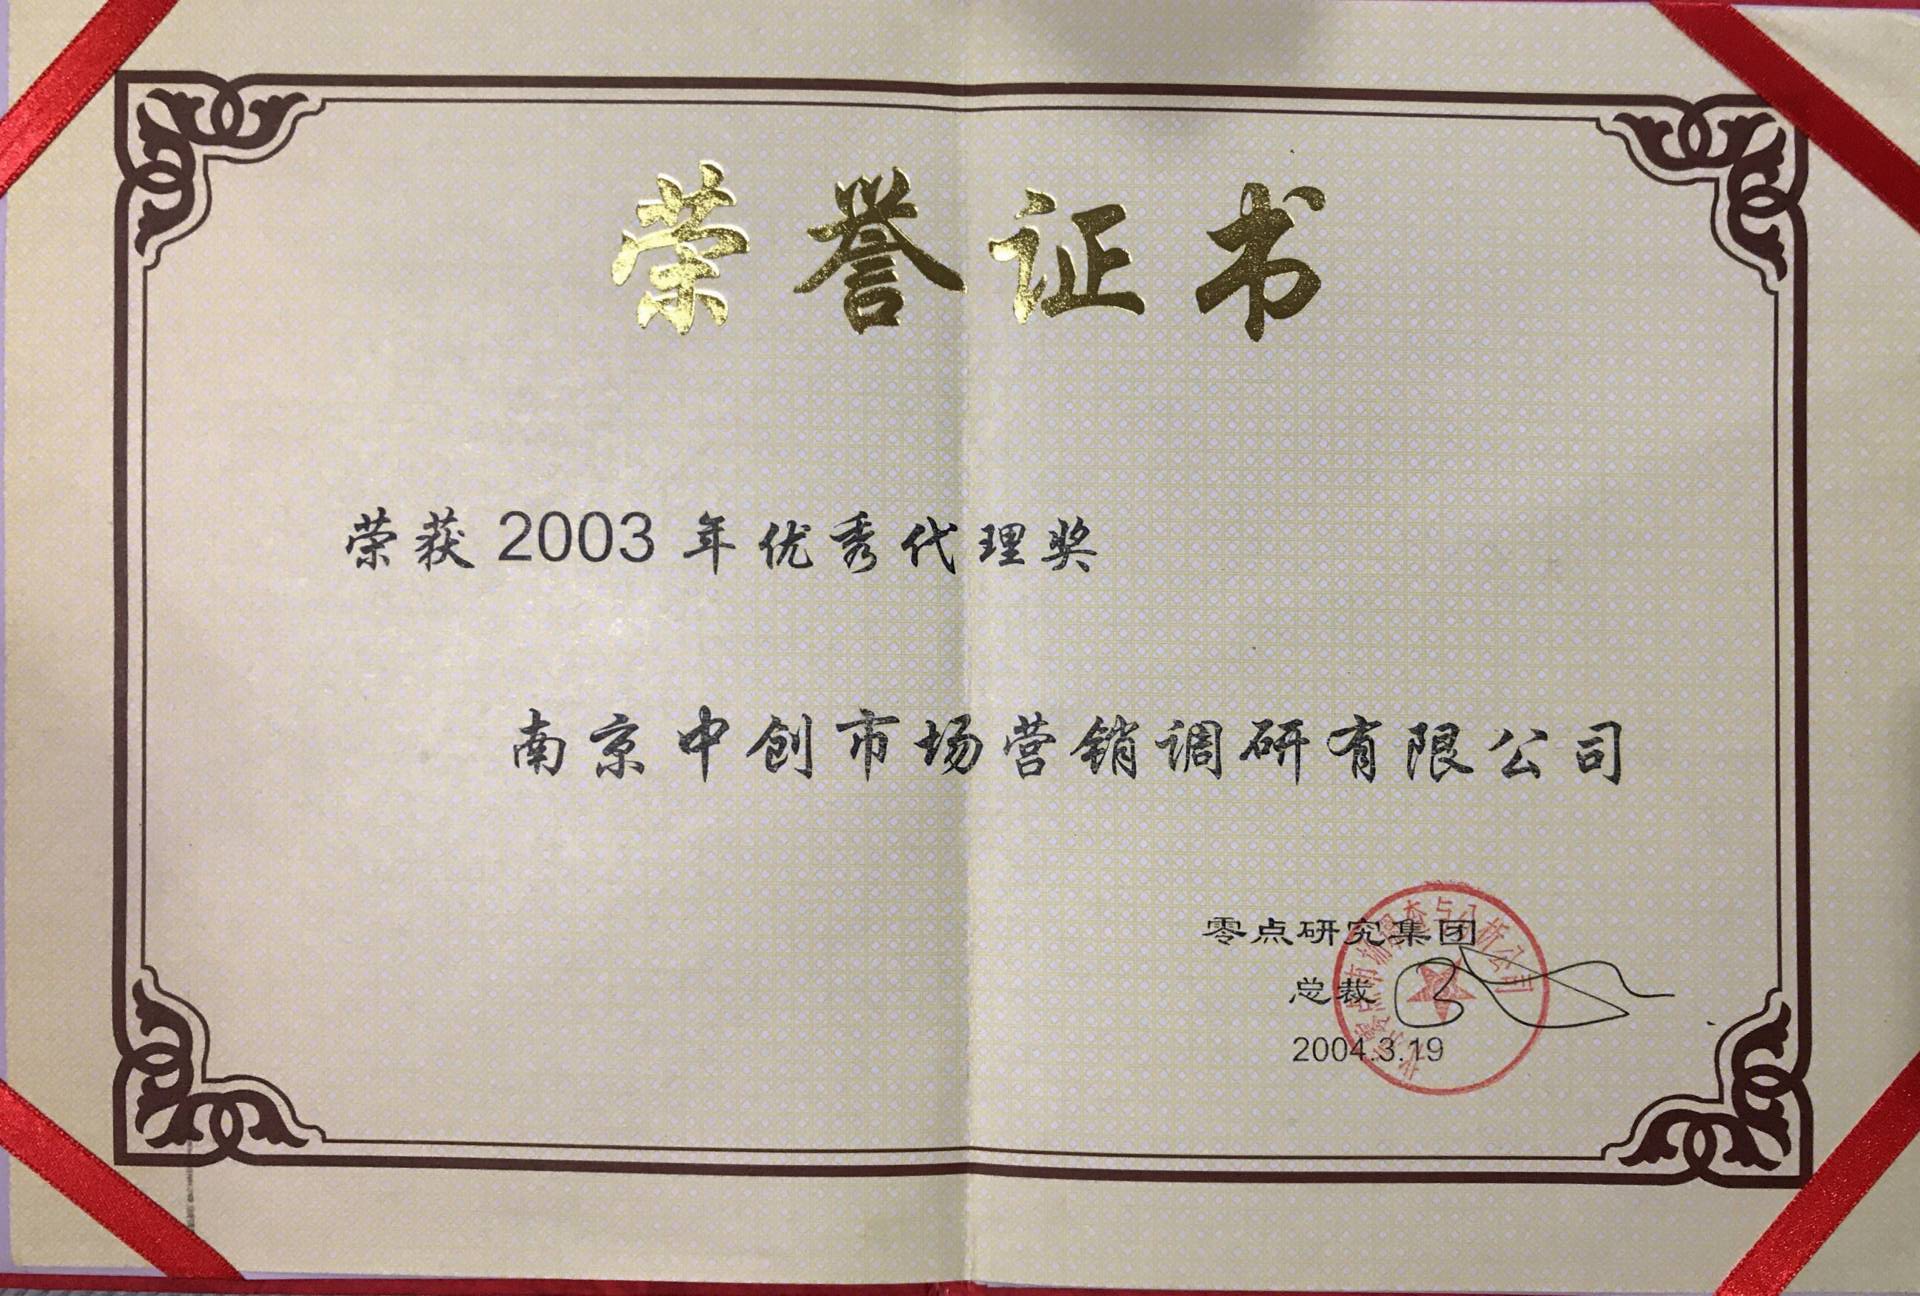 荣誉证书
荣获 2003 年优秀代理奖
南京中创市场营销调研有限公司
零点研究集团
总裁
2004.3.19